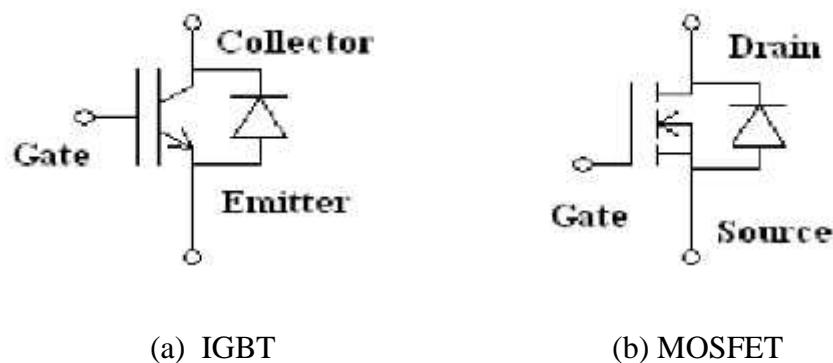 Collector
Gate
Emitter
Drain
Gate
Source
(a) IGBT
(b) MOSFET